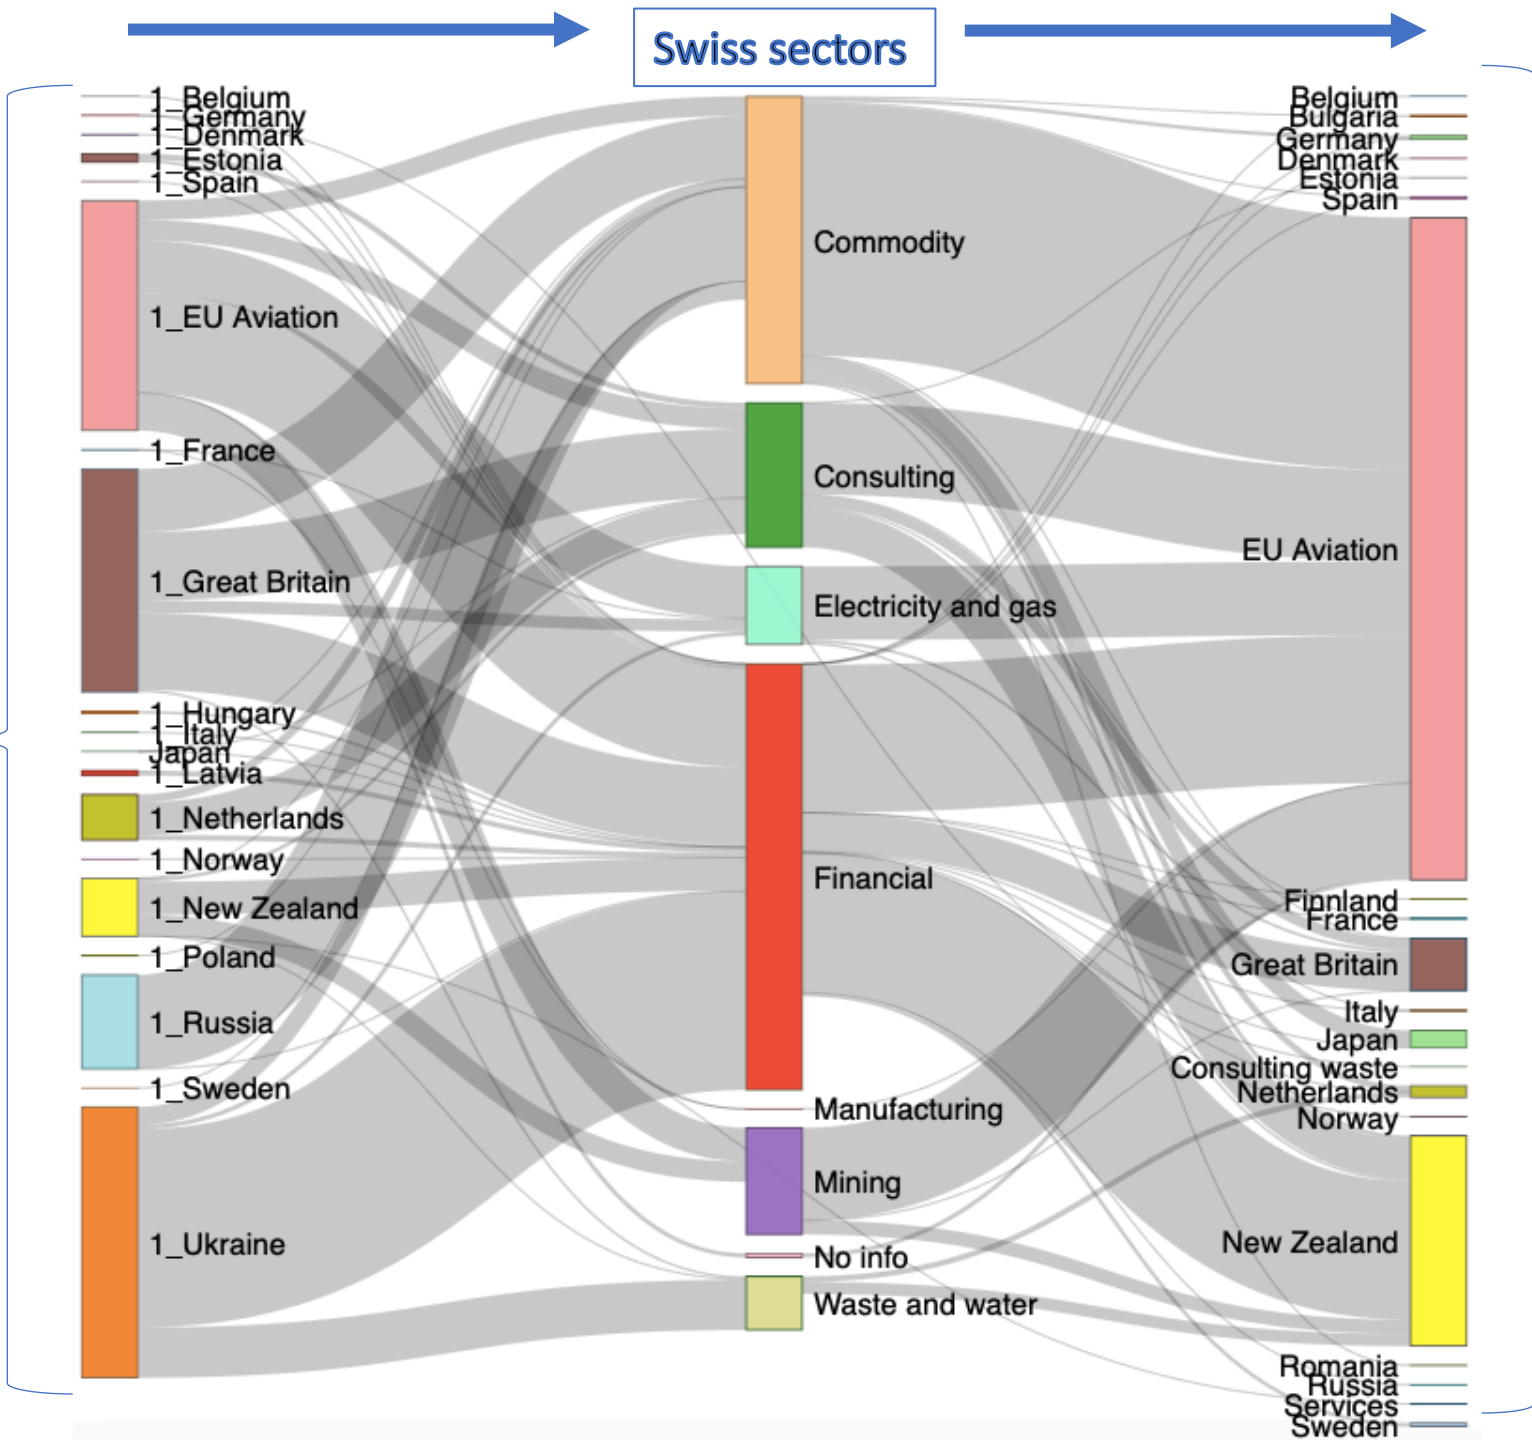 Swiss sectors
1_Belgium
1_Germany
1_Denmark
1_Estonia
1_Spain
1_EU Aviation
1_France
1_Great Britain
1_Hungary
1_Italy
Japan
1_Latvia
1_Netherlands
1_Norway
1_New Zealand
1_Poland
1_Russia
1_Sweden
1_Ukraine
Commodity
Consulting
Electricity and gas
Financial
Manufacturing
Mining
No info
Waste and water
Belgium
Bulgaria
Germany
Denmark
Estonia
Spain
EU Aviation
Finnland
France
Great Britain
Italy
Japan
Consulting waste
Netherlands
Norway
New Zealand
Romania
Russia
Services
Sweden